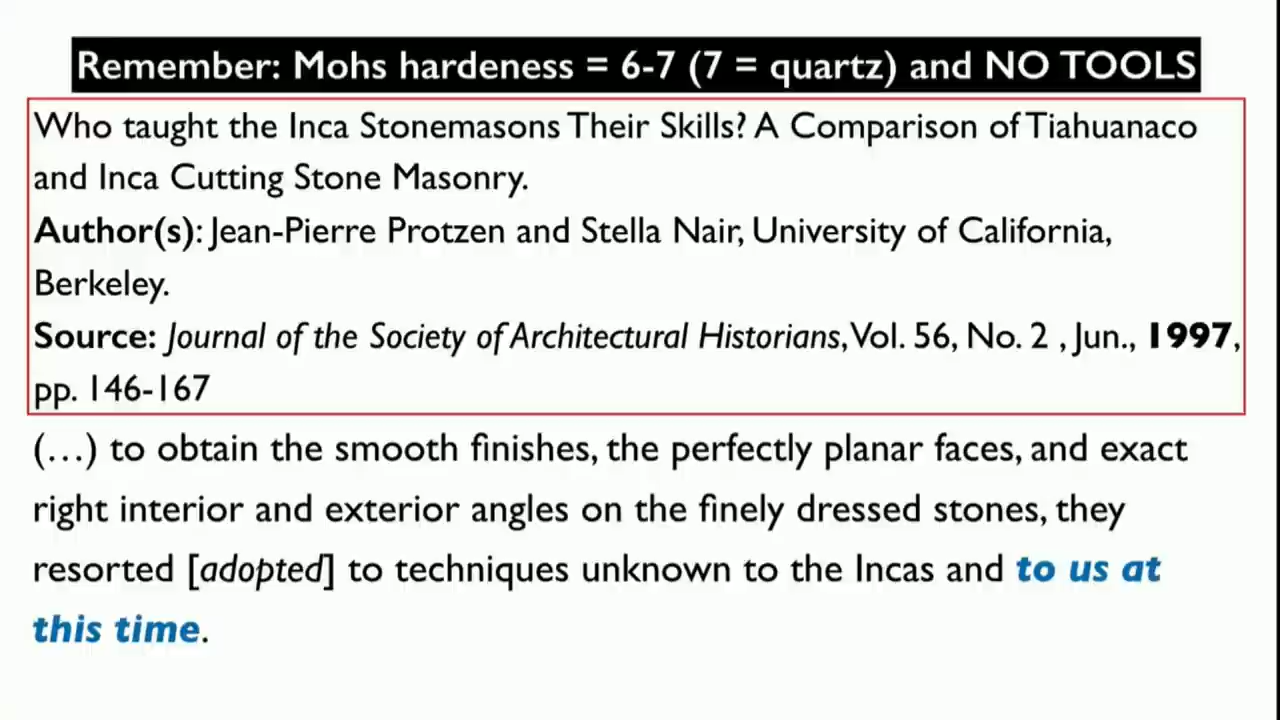 Remember: Mohs hardeness = 6-7 (7 = quartz) and NO TOOLS
Who taught the Inca Stonemasons Their Skills? A Comparison of Tiahuanaco
and Inca Cutting Stone Masonry.
Author(s): Jean-Pierre Protzen and Stella Nair, University of California,
Berkeley.
Source: Journal of the Society of Architectural Historians, Vol. 56, No. 2 , Jun., 1997,
pp. 146-167
(…) to obtain the smooth finishes, the perfectly planar faces, and exact
right interior and exterior angles on the finely dressed stones, they
resorted [adopted] to techniques unknown to the Incas and to us at
this time.